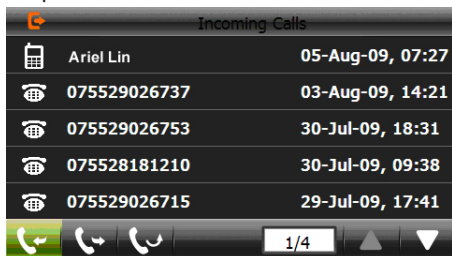 Incoming Calls
Ariel Lin 05-Aug-09, 07:27
075529026737 03-Aug-09, 14:21
075529026753 30-Jul-09, 18:31
075528181210 30-Jul-09, 09:38
075529026715 29-Jul-09, 17:41
1/4